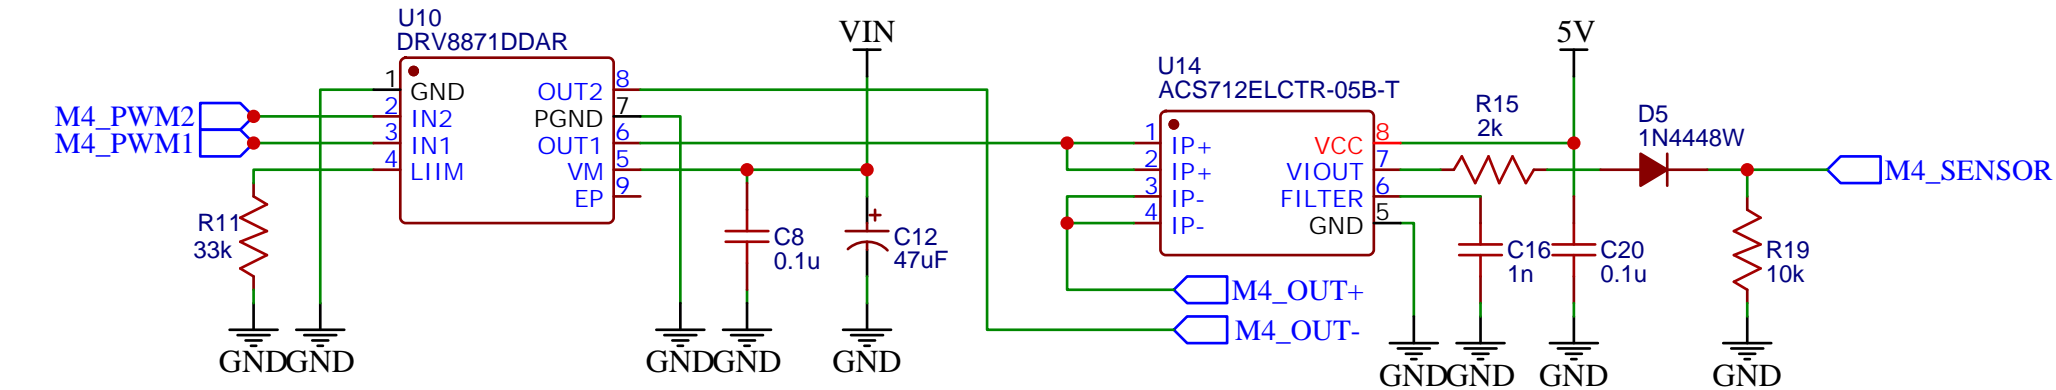 U10
DRV8871DDAR
1 GND
2 IN2
3 IN1
4 LIIM
OUT2 8
PGND 7
OUT1 6
VM 5
EP 9
M4_PWM2
M4_PWM1
R11
33k
GND
GND
GND
GND
GND
VIN
C8
0.1u
+
C12
47uF
U14
ACS712ELCTR-05B-T
1 IP+
2 IP+
3 IP-
4 IP-
VCC 8
VIOUT 7
FILTER 6
GND 5
M4_OUT+
M4_OUT-
R15
2k
5V
D5
1N4448W
M4_SENSOR
C16
1n
C20
0.1u
R19
10k
GND
GND
GND
GND